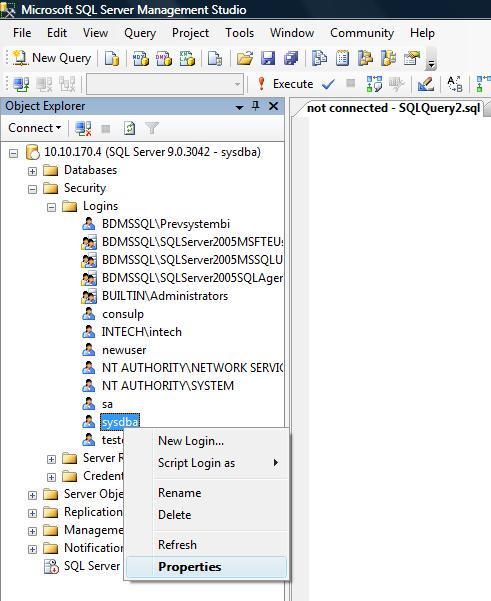 Microsoft SQL Server Management Studio
File Edit View Query Project Tools Window Community Help
New Query
Execute
Object Explorer
not connected - SQLQuery2.sql
Connect
10.10.170.4 (SQL Server 9.0.3042 - sysdba)
Databases
Security
Logins
BDMSSQL\Prevsystembi
BDMSSQL\SQLServer2005MSFTEUs
BDMSSQL\SQLServer2005MSSQLU
BDMSSQL\SQLServer2005SQLAger
BUILTIN\Administrators
consulp
INTECH\intech
newuser
NT AUTHORITY\NETWORK SERVIC
NT AUTHORITY\SYSTEM
sa
sysdba
New Login...
Script Login as
Rename
Delete
Refresh
Properties
Server R
Creden
Server Obje
Replication
Manageme
Notification
SQL Server